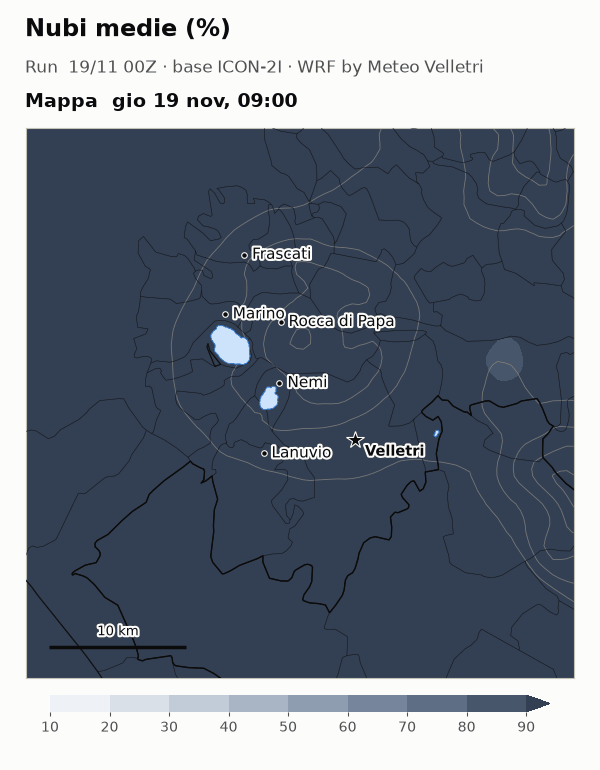 Nubi medie (%)
Run  19/11 00Z · base ICON-2I · WRF by Meteo Velletri
Mappa  gio 19 nov, 09:00
Frascati
Marino
Rocca di Papa
Nemi
Velletri
Lanuvio
10 km
10 20 30 40 50 60 70 80 90